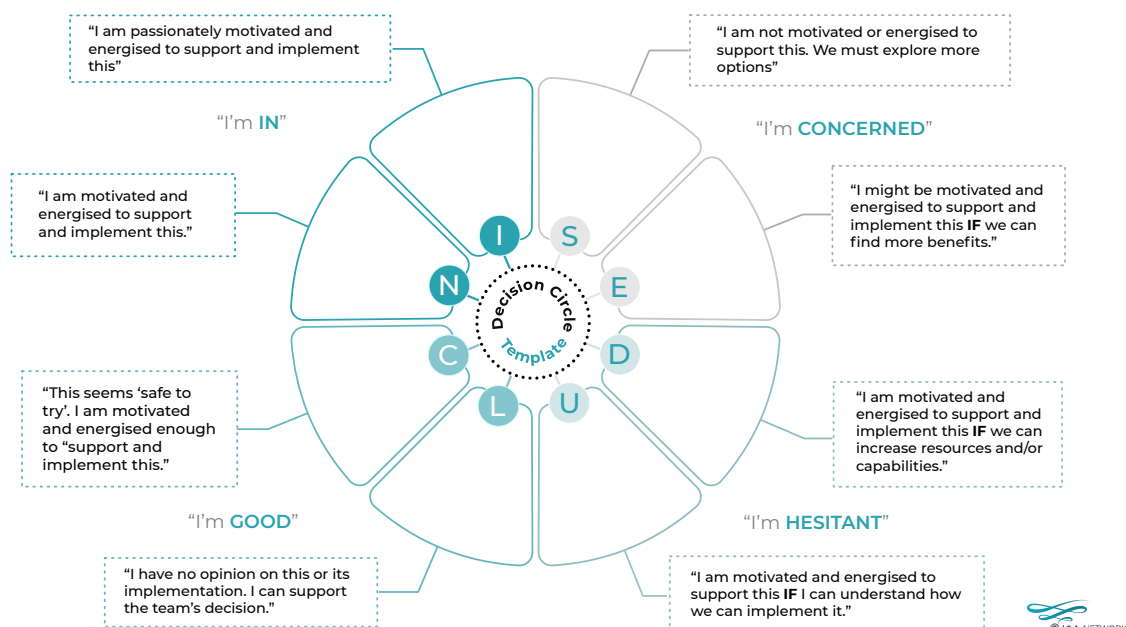 “I am passionately motivated and
energised to support and implement
this”
“I am not motivated or energised to
support this. We must explore more
options”
“I’m IN”
“I’m CONCERNED”
“I am motivated and
energised to support
and implement this.”
“I might be motivated and
energised to support and
implement this IF we can
find more benefits.”
I
S
N
E
Decision Circle
Template
C
D
L
U
“This seems ‘safe to
try’. I am motivated
and energised enough
to “support and
implement this.”
“I am motivated and
energised to support and
implement this IF we can
increase resources and/or
capabilities.”
“I’m GOOD”
“I’m HESITANT”
“I have no opinion on this or its
implementation. I can support
the team’s decision.”
“I am motivated and energised to
support this IF I can understand how
we can implement it.”